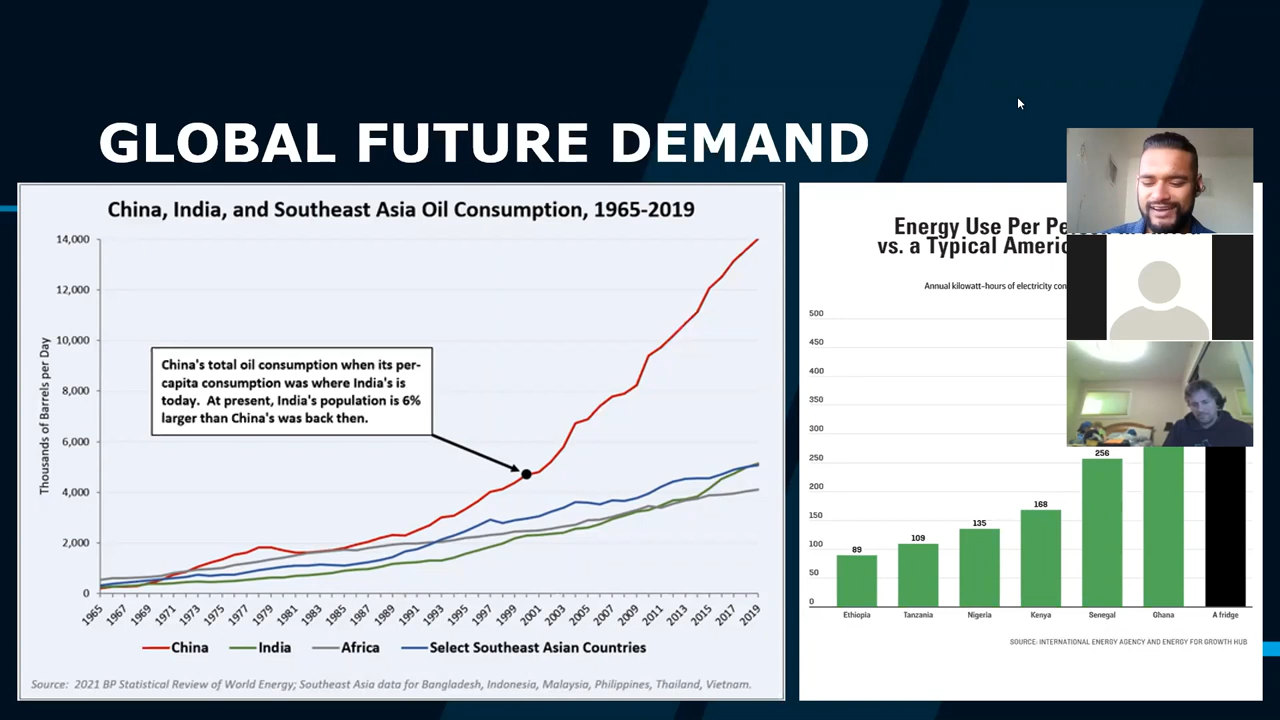 GLOBAL FUTURE DEMAND
China, India, and Southeast Asia Oil Consumption, 1965-2019
14,000
12,000
10,000
8,000
6,000
4,000
2,000
0
Thousands of Barrels per Day
China's total oil consumption when its per-
capita consumption was where India's is
today. At present, India's population is 6%
larger than China's was back then.
1965 1967 1969 1971 1973 1975 1977 1979 1981 1983 1985 1987 1989 1991 1993 1995 1997 1999 2001 2003 2005 2007 2009 2011 2013 2015 2017 2019
China India Africa Select Southeast Asian Countries
Source: 2021 BP Statistical Review of World Energy; Southeast Asia data for Bangladesh, Indonesia, Malaysia, Philippines, Thailand, Vietnam.
Energy Use Per
vs. a Typical
Annual kilowatt-hours of electricity
500
450
400
350
300
250
200
150
100
50
0
89
109
135
168
256
Ethiopia Tanzania Nigeria Kenya Senegal Ghana A fridge
SOURCE: INTERNATIONAL ENERGY AGENCY AND ENERGY FOR GROWTH HUB